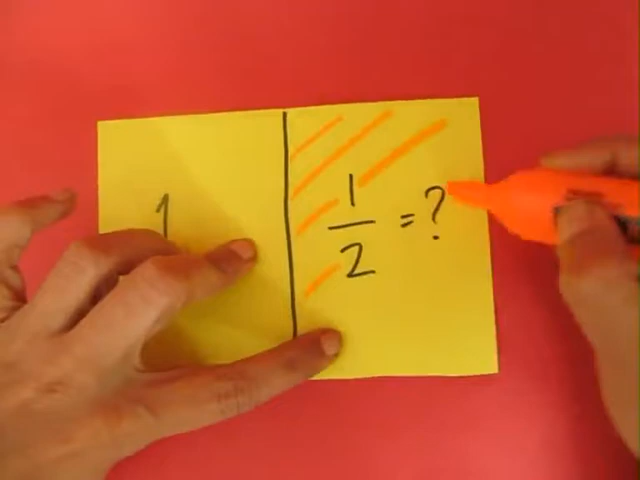 1
1/2 = ?